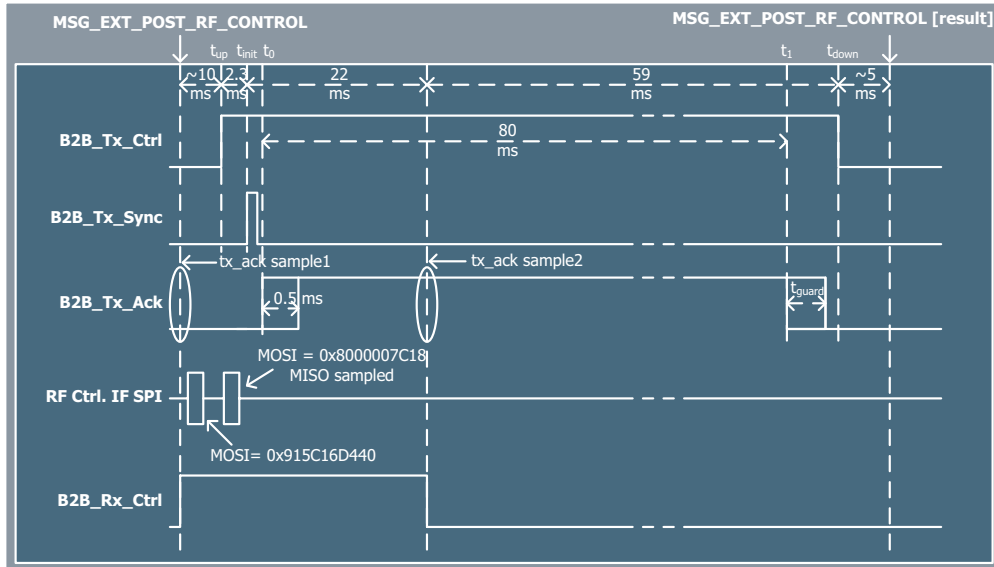 MSG_EXT_POST_RF_CONTROL
MSG_EXT_POST_RF_CONTROL [result]
tup tinit t0 t1 tdown
~10 ms
2.3 ms
22 ms
59 ms
~5 ms
B2B_Tx_Ctrl
80 ms
B2B_Tx_Sync
tx_ack sample1
tx_ack sample2
B2B_Tx_Ack
0.5 ms
tguard
MOSI = 0x8000007C18
MISO sampled
RF Ctrl. IF SPI
MOSI= 0x915C16D440
B2B_Rx_Ctrl